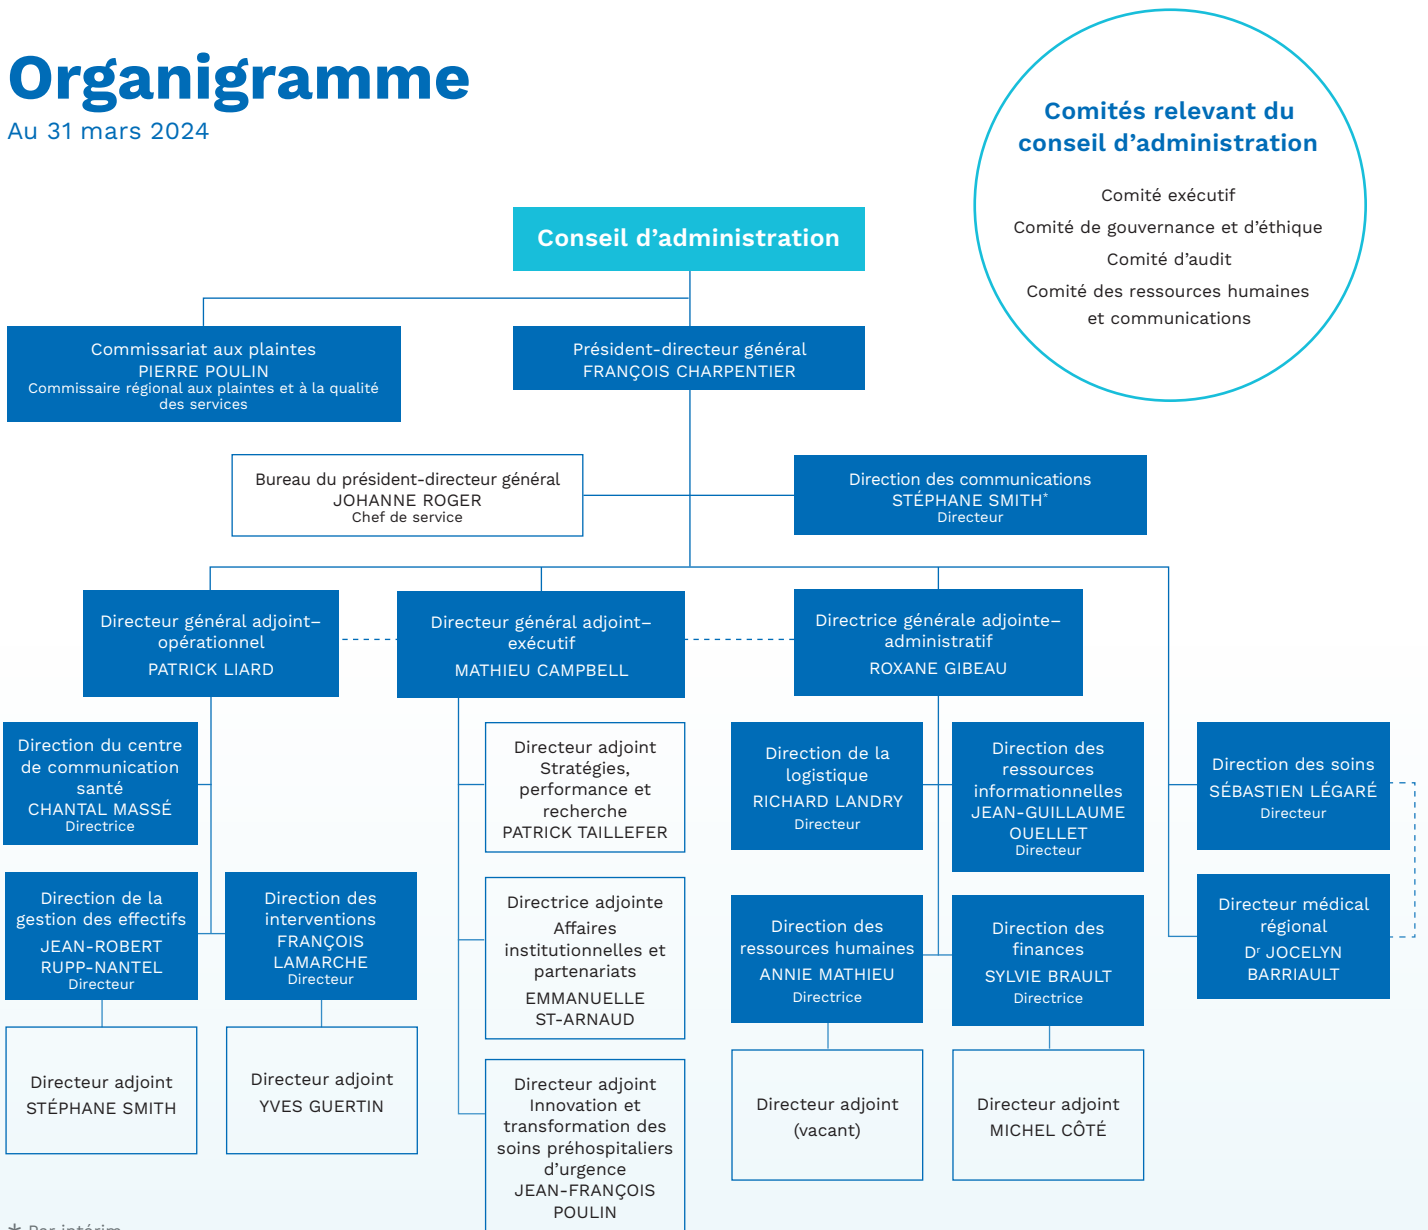 Organigramme
Au 31 mars 2024
Comités relevant du
conseil d’administration
Comité exécutif
Comité de gouvernance et d’éthique
Comité d’audit
Comité des ressources humaines
et communications
Conseil d’administration
Commissariat aux plaintes
PIERRE POULIN
Commissaire régional aux plaintes et à la qualité
des services
Président-directeur général
FRANÇOIS CHARPENTIER
Bureau du président-directeur général
JOHANNE ROGER
Chef de service
Direction des communications
STÉPHANE SMITH*
Directeur
Directeur général adjoint–
opérationnel
PATRICK LIARD
Directeur général adjoint–
exécutif
MATHIEU CAMPBELL
Directrice générale adjointe–
administratif
ROXANE GIBEAU
Direction du centre
de communication
santé
CHANTAL MASSÉ
Directrice
Directeur adjoint
Stratégies,
performance et
recherche
PATRICK TAILLEFER
Direction de la
logistique
RICHARD LANDRY
Directeur
Direction des
ressources
informationnelles
JEAN-GUILLAUME
OUELLET
Directeur
Direction des soins
SÉBASTIEN LÉGARÉ
Directeur
Direction de la
gestion des effectifs
JEAN-ROBERT
RUPP-NANTEL
Directeur
Direction des
interventions
FRANÇOIS
LAMARCHE
Directeur
Directrice adjointe
Affaires
institutionnelles et
partenariats
EMMANUELLE
ST-ARNAUD
Direction des
ressources humaines
ANNIE MATHIEU
Directrice
Direction des
finances
SYLVIE BRAULT
Directrice
Directeur médical
régional
Dʳ JOCELYN
BARRIAULT
Directeur adjoint
STÉPHANE SMITH
Directeur adjoint
YVES GUERTIN
Directeur adjoint
Innovation et
transformation des
soins préhospitaliers
d’urgence
JEAN-FRANÇOIS
POULIN
Directeur adjoint
(vacant)
Directeur adjoint
MICHEL CÔTÉ
* Par intérim